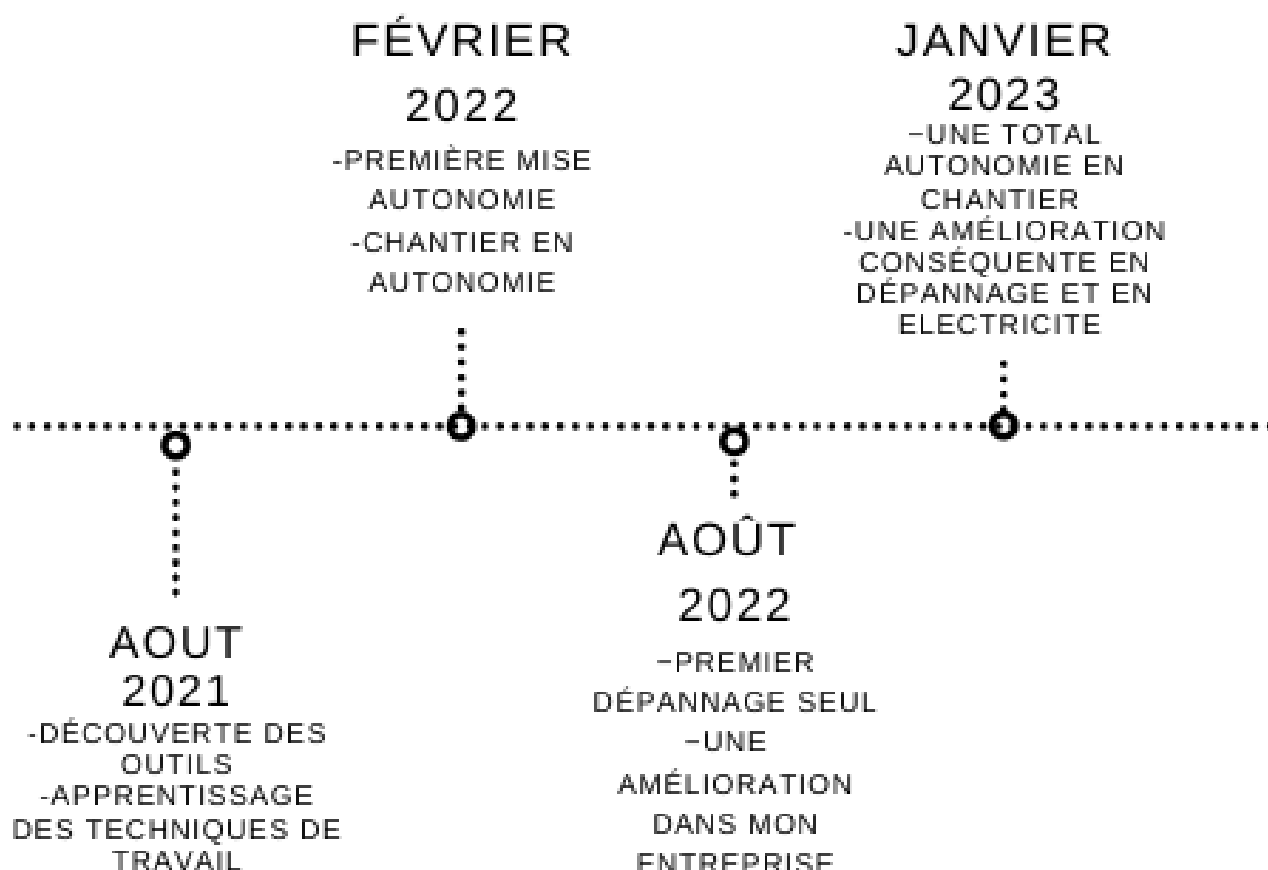 FÉVRIER
2022
-PREMIÈRE MISE
AUTONOMIE
-CHANTIER EN
AUTONOMIE
JANVIER
2023
-UNE TOTAL
AUTONOMIE EN
CHANTIER
-UNE AMÉLIORATION
CONSÉQUENTE EN
DÉPANNAGE ET EN
ELECTRICITE
AOUT
2021
-DÉCOUVERTE DES
OUTILS
-APPRENTISSAGE
DES TECHNIQUES DE
TRAVAIL
AOÛT
2022
-PREMIER
DÉPANNAGE SEUL
-UNE
AMÉLIORATION
DANS MON
ENTREPRISE